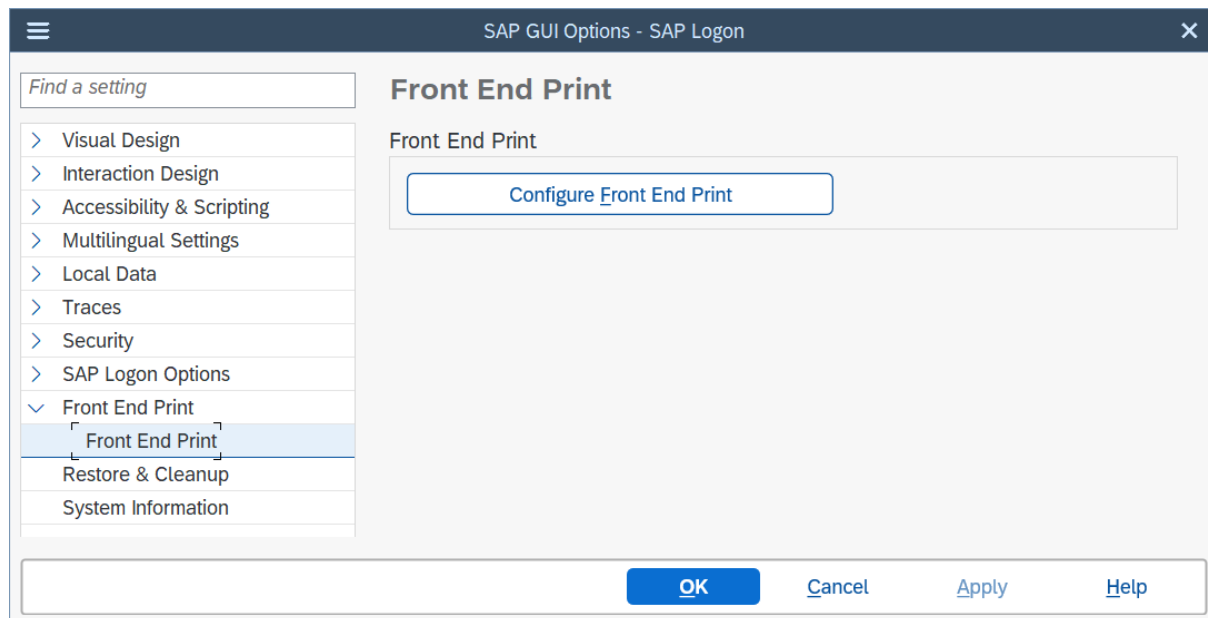 SAP GUI Options - SAP Logon
Find a setting
Visual Design
Interaction Design
Accessibility & Scripting
Multilingual Settings
Local Data
Traces
Security
SAP Logon Options
Front End Print
Front End Print
Restore & Cleanup
System Information
Front End Print
Front End Print
Configure Front End Print
OK
Cancel
Apply
Help